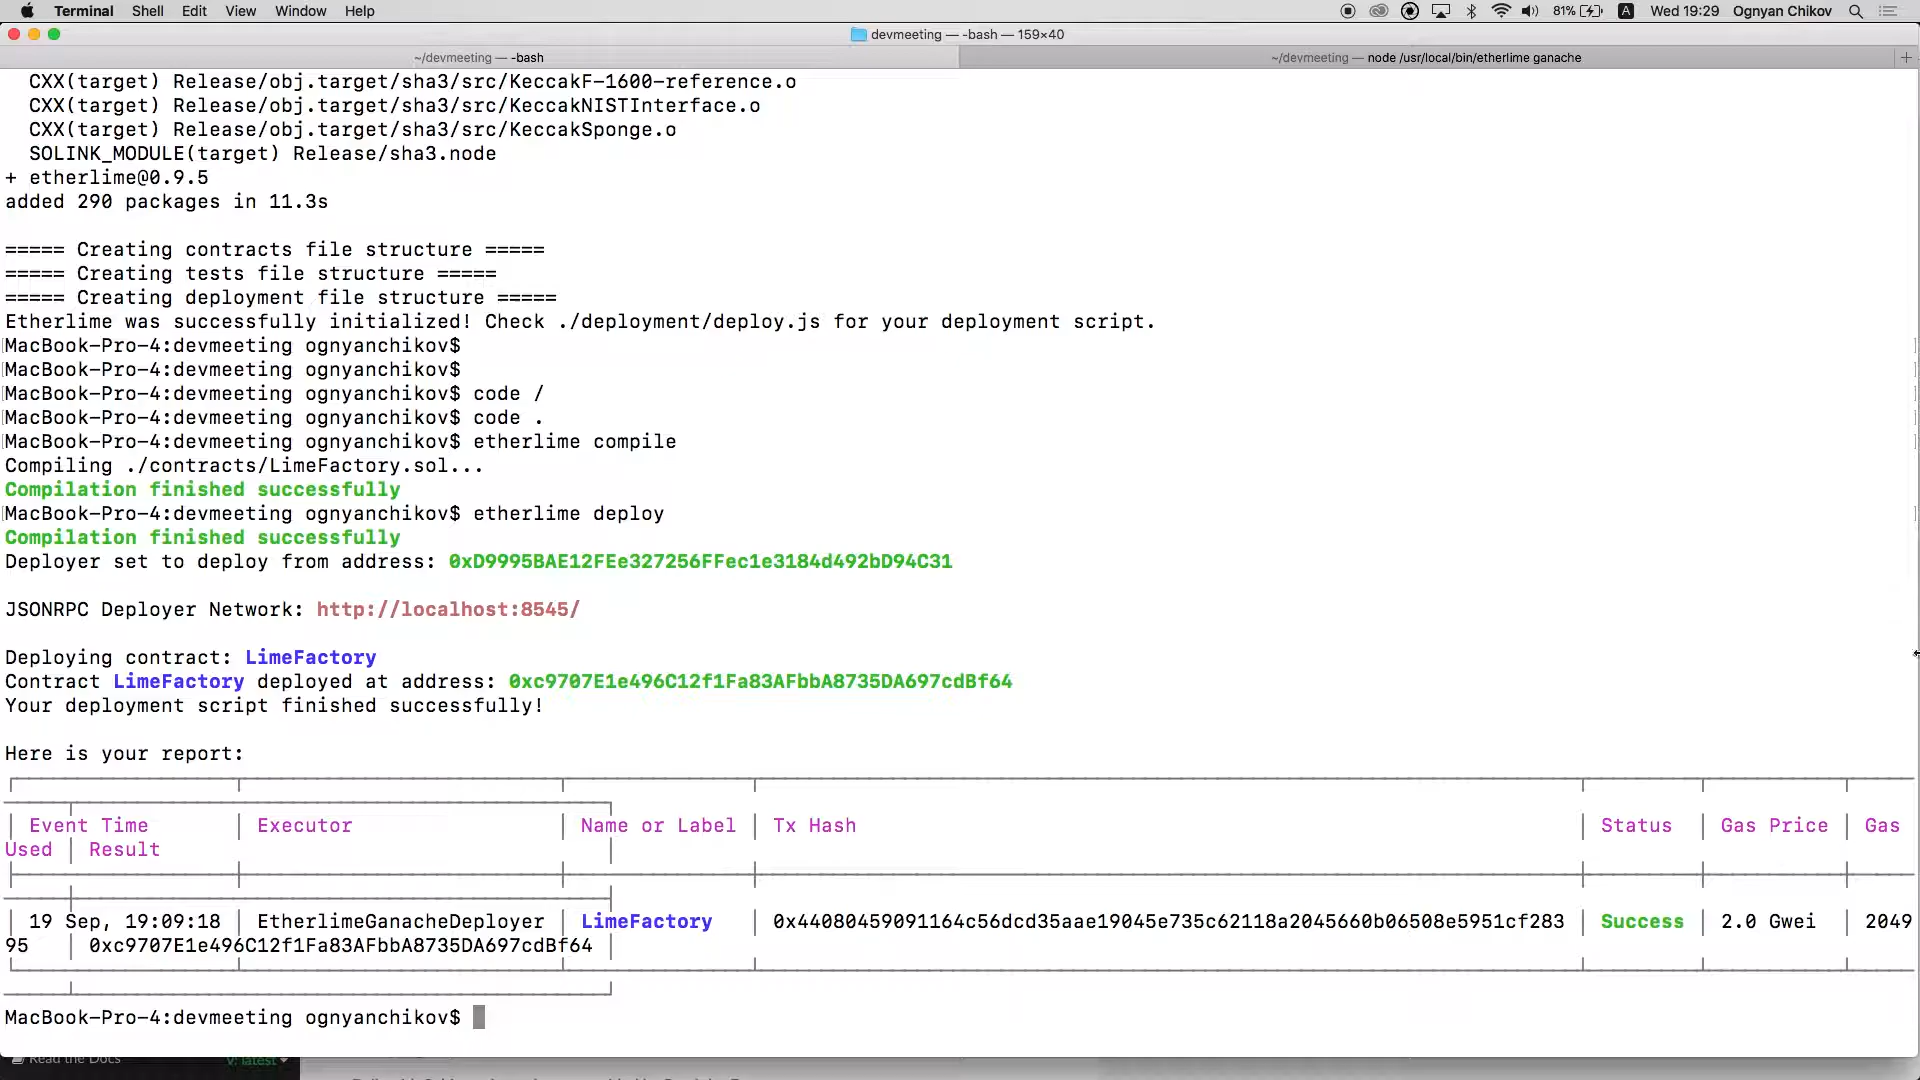 Terminal Shell Edit View Window Help 81% A Wed 19:29 Ognyan Chikov
devmeeting — -bash — 159×40
~/devmeeting — -bash ~/devmeeting — node /usr/local/bin/etherlime ganache +
CXX(target) Release/obj.target/sha3/src/KeccakF-1600-reference.o
CXX(target) Release/obj.target/sha3/src/KeccakNISTInterface.o
CXX(target) Release/obj.target/sha3/src/KeccakSponge.o
SOLINK_MODULE(target) Release/sha3.node
+ etherlime@0.9.5
added 290 packages in 11.3s
===== Creating contracts file structure =====
===== Creating tests file structure =====
===== Creating deployment file structure =====
Etherlime was successfully initialized! Check ./deployment/deploy.js for your deployment script.
MacBook-Pro-4:devmeeting ognyanchikov$
MacBook-Pro-4:devmeeting ognyanchikov$
MacBook-Pro-4:devmeeting ognyanchikov$ code /
MacBook-Pro-4:devmeeting ognyanchikov$ code .
MacBook-Pro-4:devmeeting ognyanchikov$ etherlime compile
Compiling ./contracts/LimeFactory.sol...
Compilation finished successfully
MacBook-Pro-4:devmeeting ognyanchikov$ etherlime deploy
Compilation finished successfully
Deployer set to deploy from address: 0xD9995BAE12FEe327256FFec1e3184d492bD94C31
JSONRPC Deployer Network: http://localhost:8545/
Deploying contract: LimeFactory
Contract LimeFactory deployed at address: 0xc9707E1e496C12f1Fa83AFbbA8735DA697cdBf64
Your deployment script finished successfully!
Here is your report:
Event Time | Executor | Name or Label | Tx Hash | Status | Gas Price | Gas
Used | Result
19 Sep, 19:09:18 | EtherlimeGanacheDeployer | LimeFactory | 0x44080459091164c56dcd35aae19045e735c62118a2045660b06508e5951cf283 | Success | 2.0 Gwei | 2049
95 | 0xc9707E1e496C12f1Fa83AFbbA8735DA697cdBf64
MacBook-Pro-4:devmeeting ognyanchikov$
Read the Docs v: latest